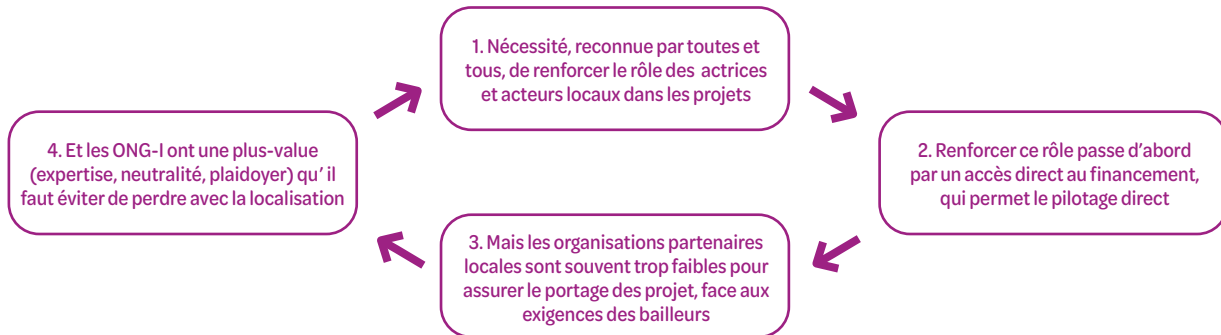 1. Nécessité, reconnue par toutes et
tous, de renforcer le rôle des actrices
et acteurs locaux dans les projets
2. Renforcer ce rôle passe d’abord
par un accès direct au financement,
qui permet le pilotage direct
3. Mais les organisations partenaires
locales sont souvent trop faibles pour
assurer le portage des projet, face aux
exigences des bailleurs
4. Et les ONG-I ont une plus-value
(expertise, neutralité, plaidoyer) qu’ il
faut éviter de perdre avec la localisation